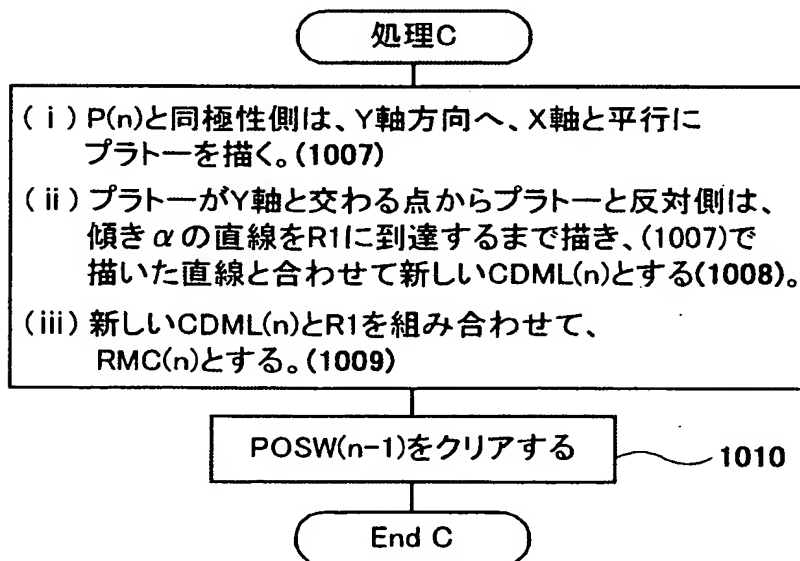 処理C
(ⅰ) P(n)と同極性側は、Y軸方向へ、X軸と平行に
プラトーを描く。(1007)
(ⅱ) プラトーがY軸と交わる点からプラトーと反対側は、
傾きαの直線をR1に到達するまで描き、(1007)で
描いた直線と合わせて新しいCDML(n)とする(1008)。
(ⅲ) 新しいCDML(n)とR1を組み合わせて、
RMC(n)とする。(1009)
POSW(n-1)をクリアする
1010
End C